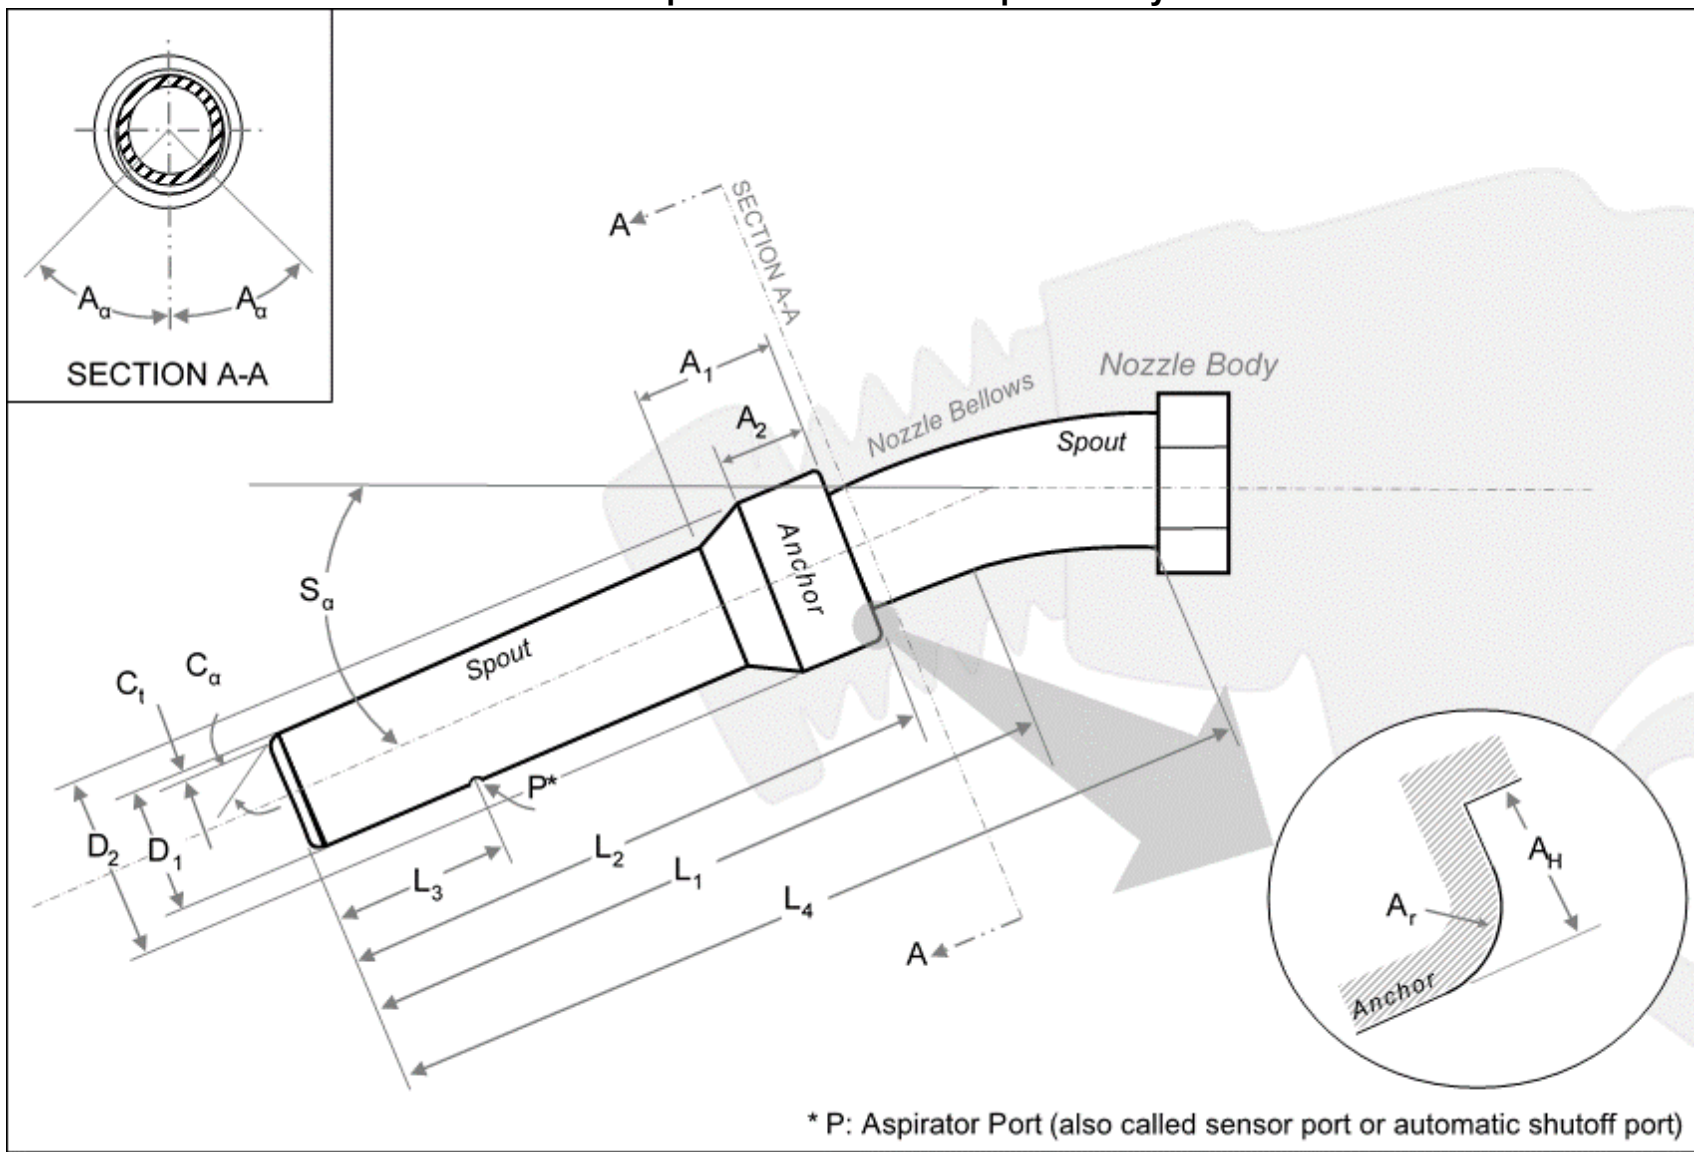 Aα Aα
SECTION A-A
A
SECTION A-A
A1
A2
Nozzle Body
Nozzle Bellows
Spout
Anchor
Sα
Spout
Cα
Ct
P*
D2 D1
L3
L2
L1
L4
A
AH
Ar
Anchor
* P: Aspirator Port (also called sensor port or automatic shutoff port)